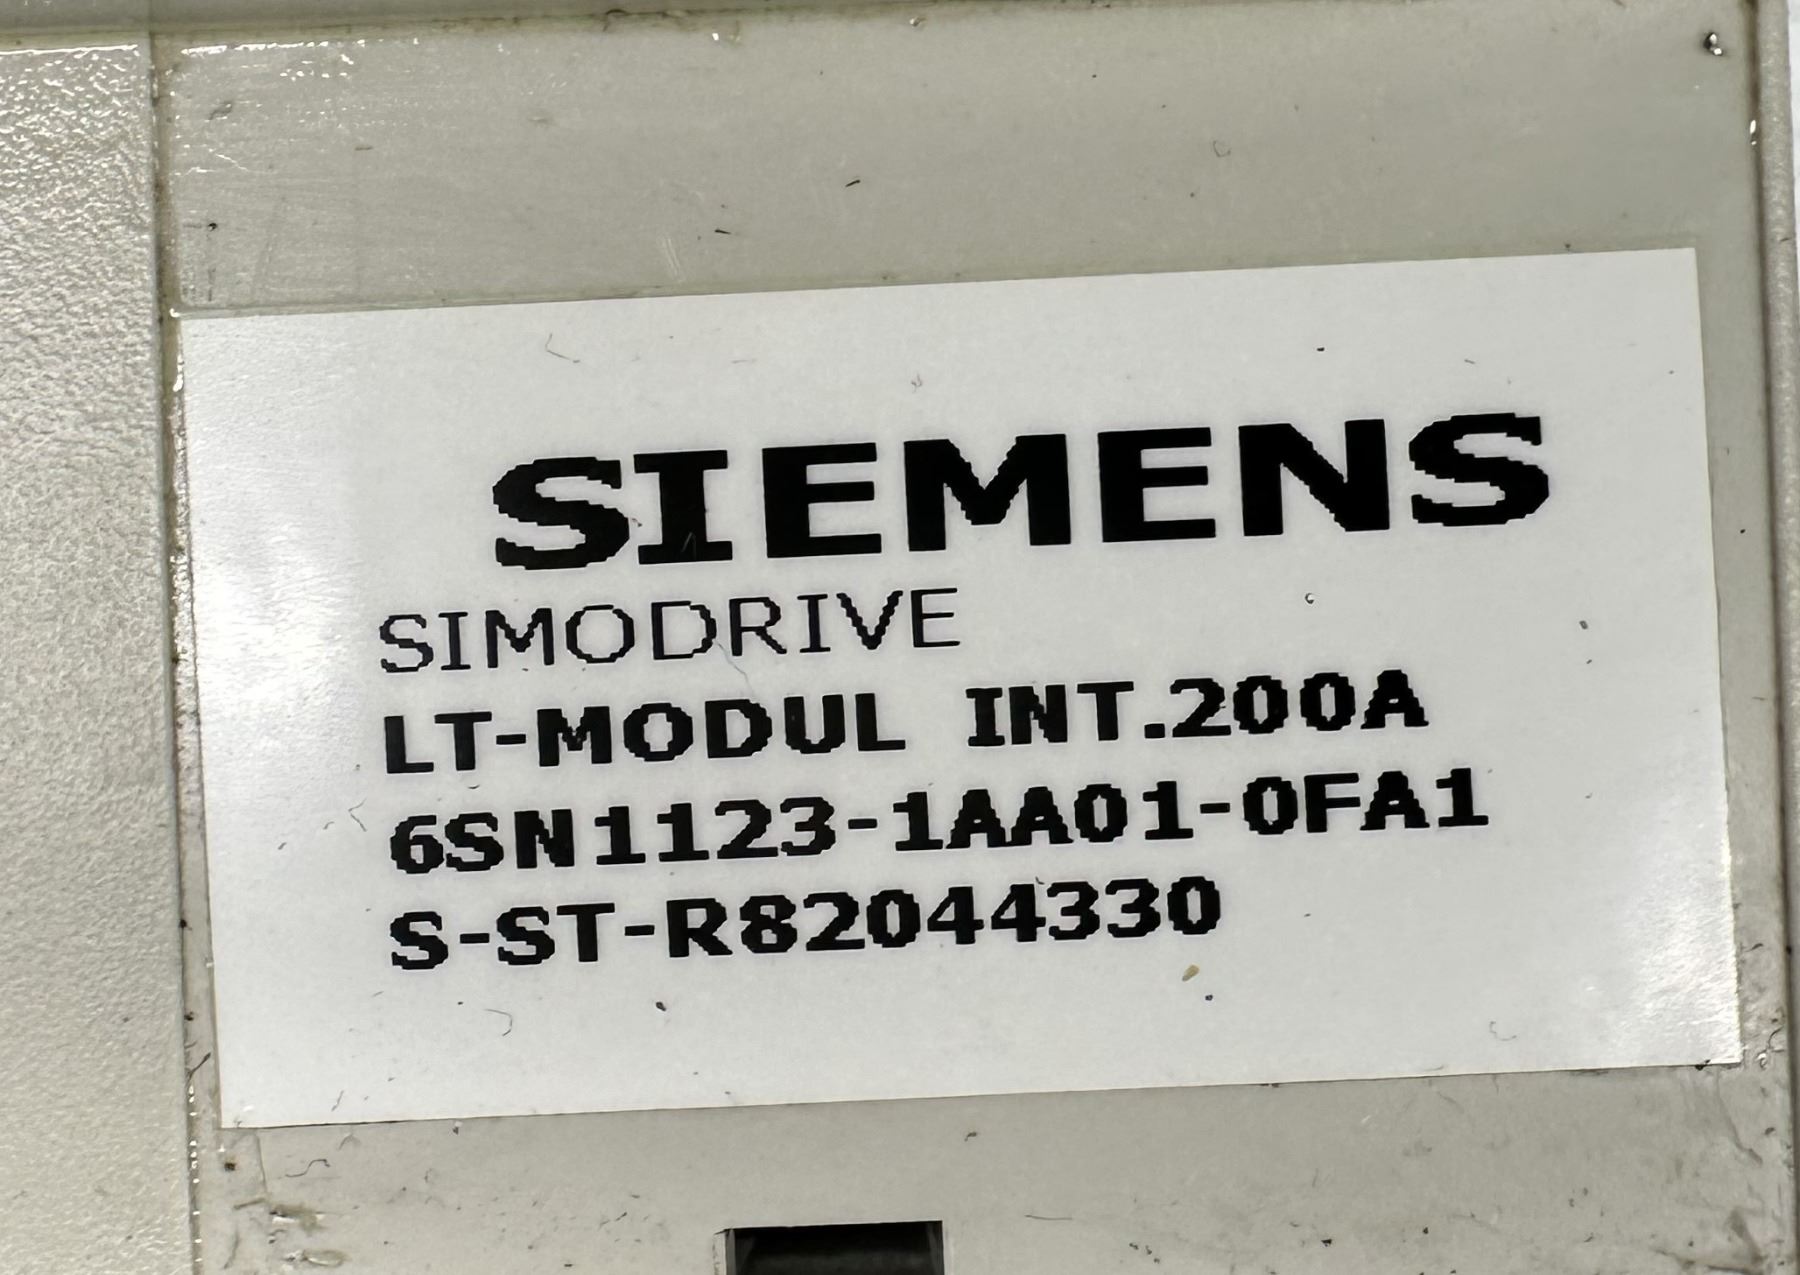 SIEMENS
SIMODRIVE
LT-MODUL INT.200A
6SN1123-1AA01-0FA1
S-ST-R82044330